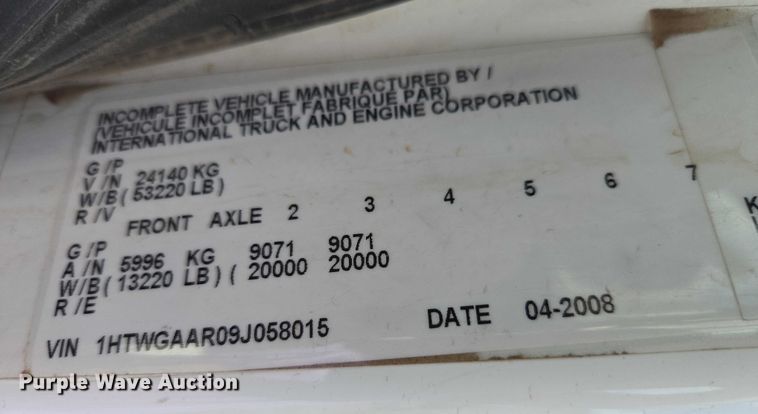 INCOMPLETE VEHICLE MANUFACTURED BY /
(VEHICULE INCOMPLET FABRIQUE PAR)
INTERNATIONAL TRUCK AND ENGINE CORPORATION
G /P
V /N 24140 KG
W/B ( 53220 LB )
R /V
FRONT AXLE 2 3 4 5 6 7
G /P
A /N 5996 KG 9071 9071
W/B ( 13220 LB ) ( 20000 20000
R /E
VIN 1HTWGAAR09J058015 DATE 04-2008
K
Purple Wave Auction